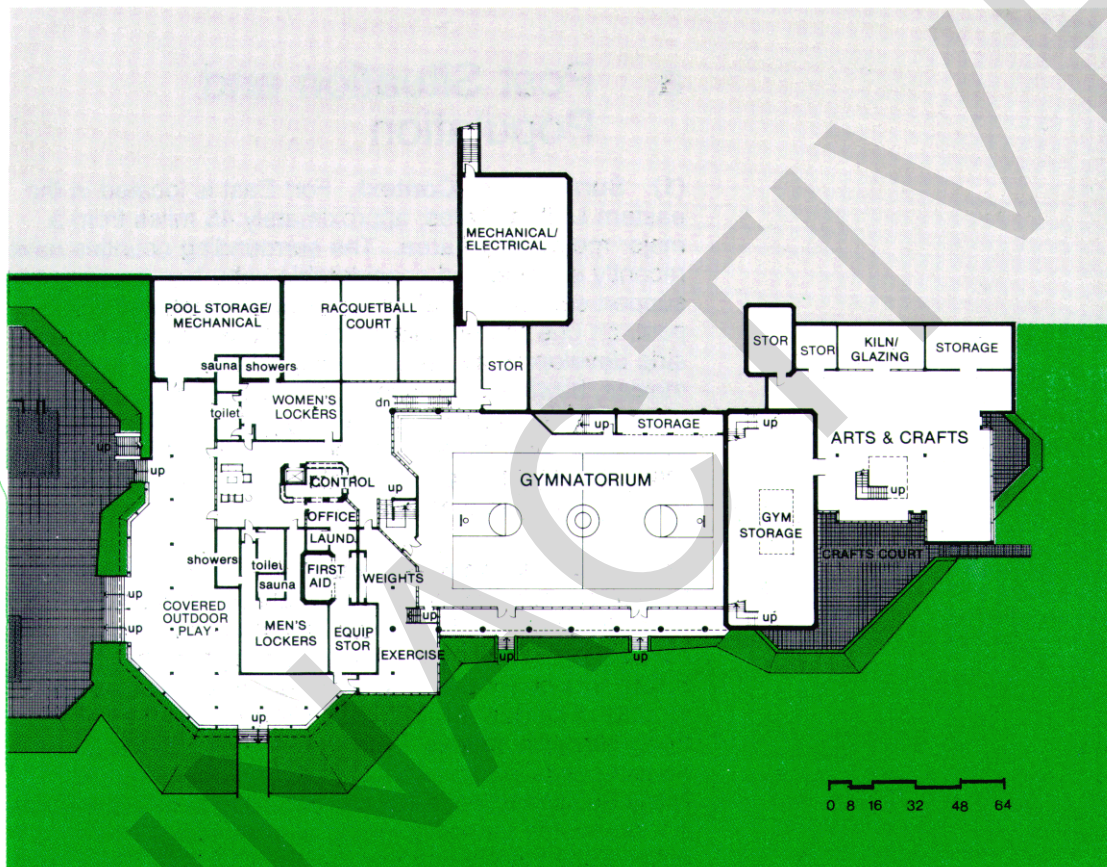 MECHANICAL/
ELECTRICAL
POOL STORAGE/
MECHANICAL
RACQUETBALL
COURT
sauna
showers
STOR
STOR
STOR
KILN/
GLAZING
STORAGE
toilet
WOMEN'S
LOCKERS
dn
up
STORAGE
up
ARTS & CRAFTS
up
up
CONTROL
up
GYMNATORIUM
up
OFFICE
GYM
STORAGE
LAUND.
CRAFTS COURT
showers
toilet
FIRST
AID
WEIGHTS
sauna
up
up
COVERED
OUTDOOR
PLAY
MEN'S
LOCKERS
EQUIP
STOR
up
up
EXERCISE
up
up
up
up
0 8 16 32 48 64
INACTIVE